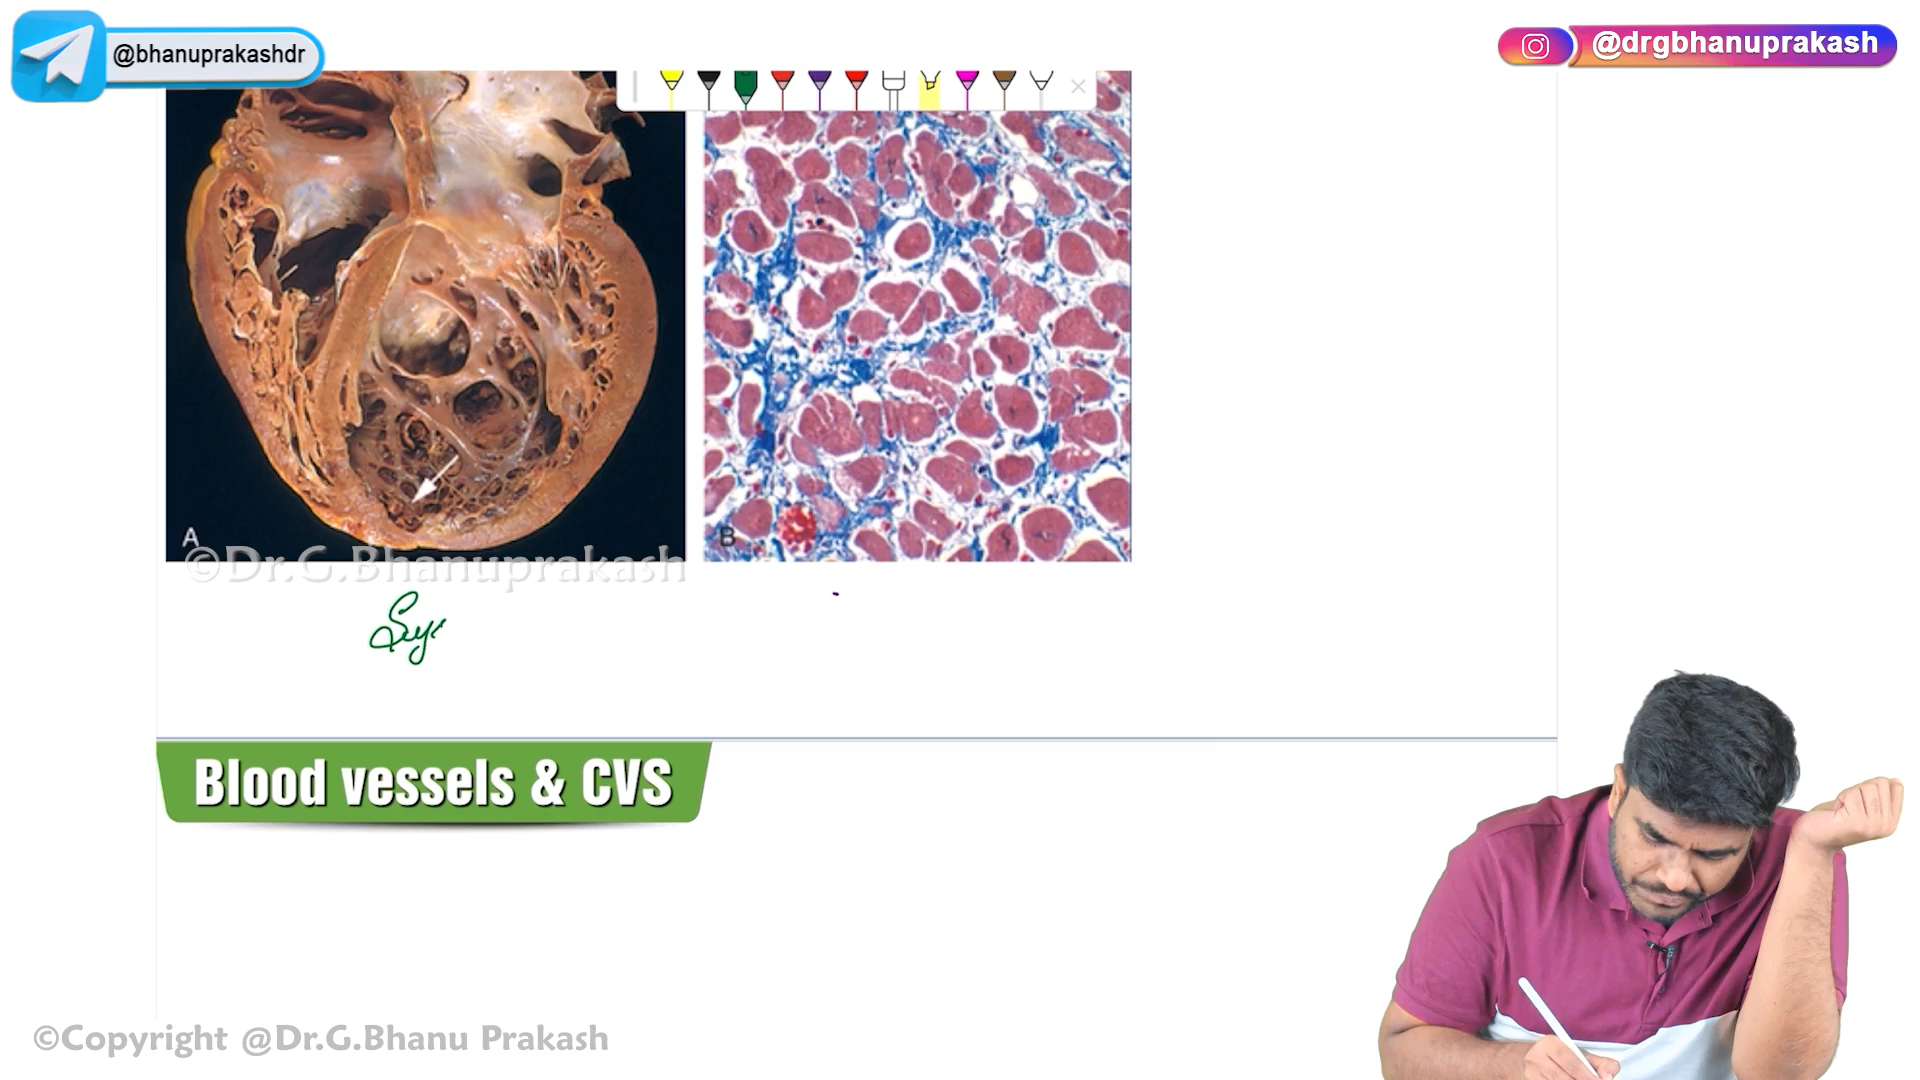 @bhanuprakashdr
@drgbhanuprakash
A
B
©Dr.G.Bhanuprakash
Blood vessels & CVS
©Copyright @Dr.G.Bhanu Prakash